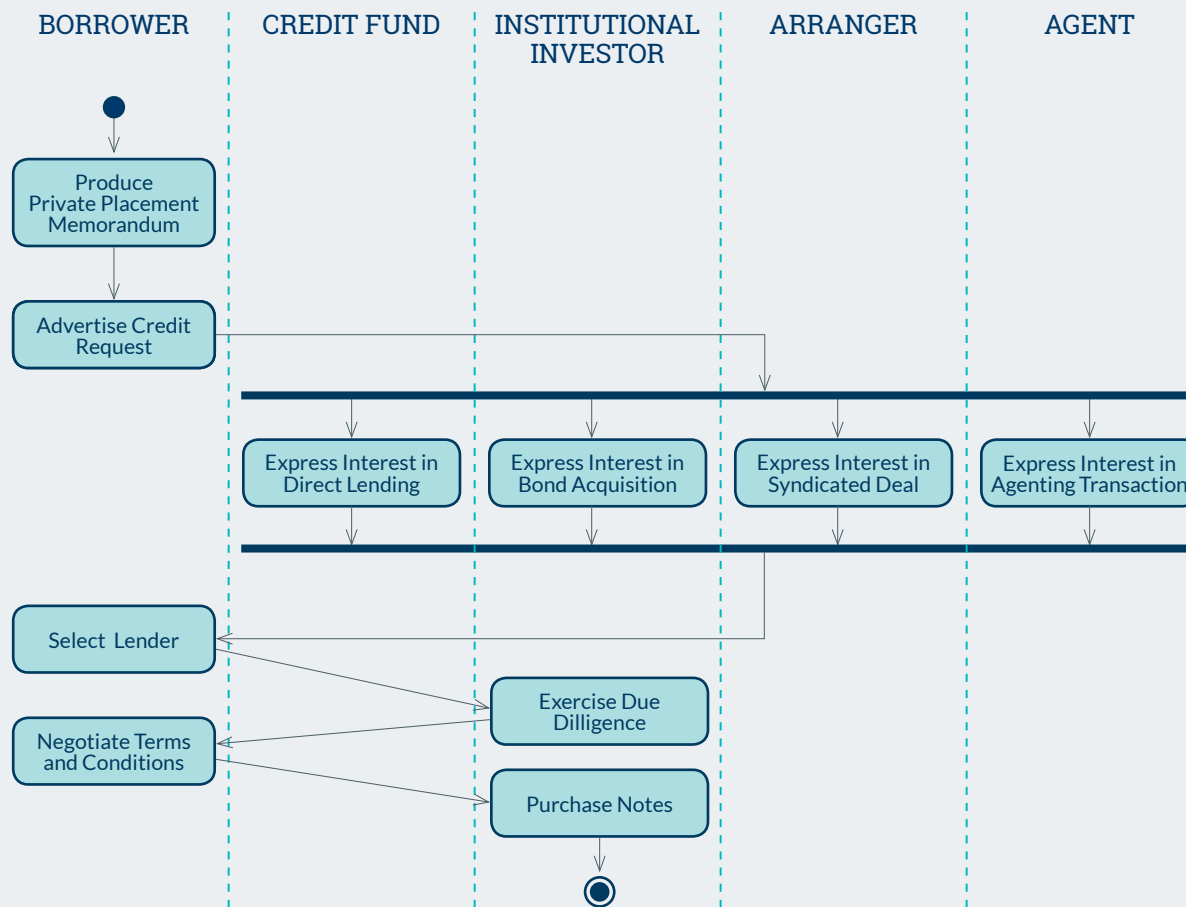 BORROWER
CREDIT FUND
INSTITUTIONAL
INVESTOR
ARRANGER
AGENT
Produce
Private Placement
Memorandum
Advertise Credit
Request
Express Interest in
Direct Lending
Express Interest in
Bond Acquisition
Express Interest in
Syndicated Deal
Express Interest in
Agenting Transaction
Select Lender
Exercise Due
Dilligence
Negotiate Terms
and Conditions
Purchase Notes